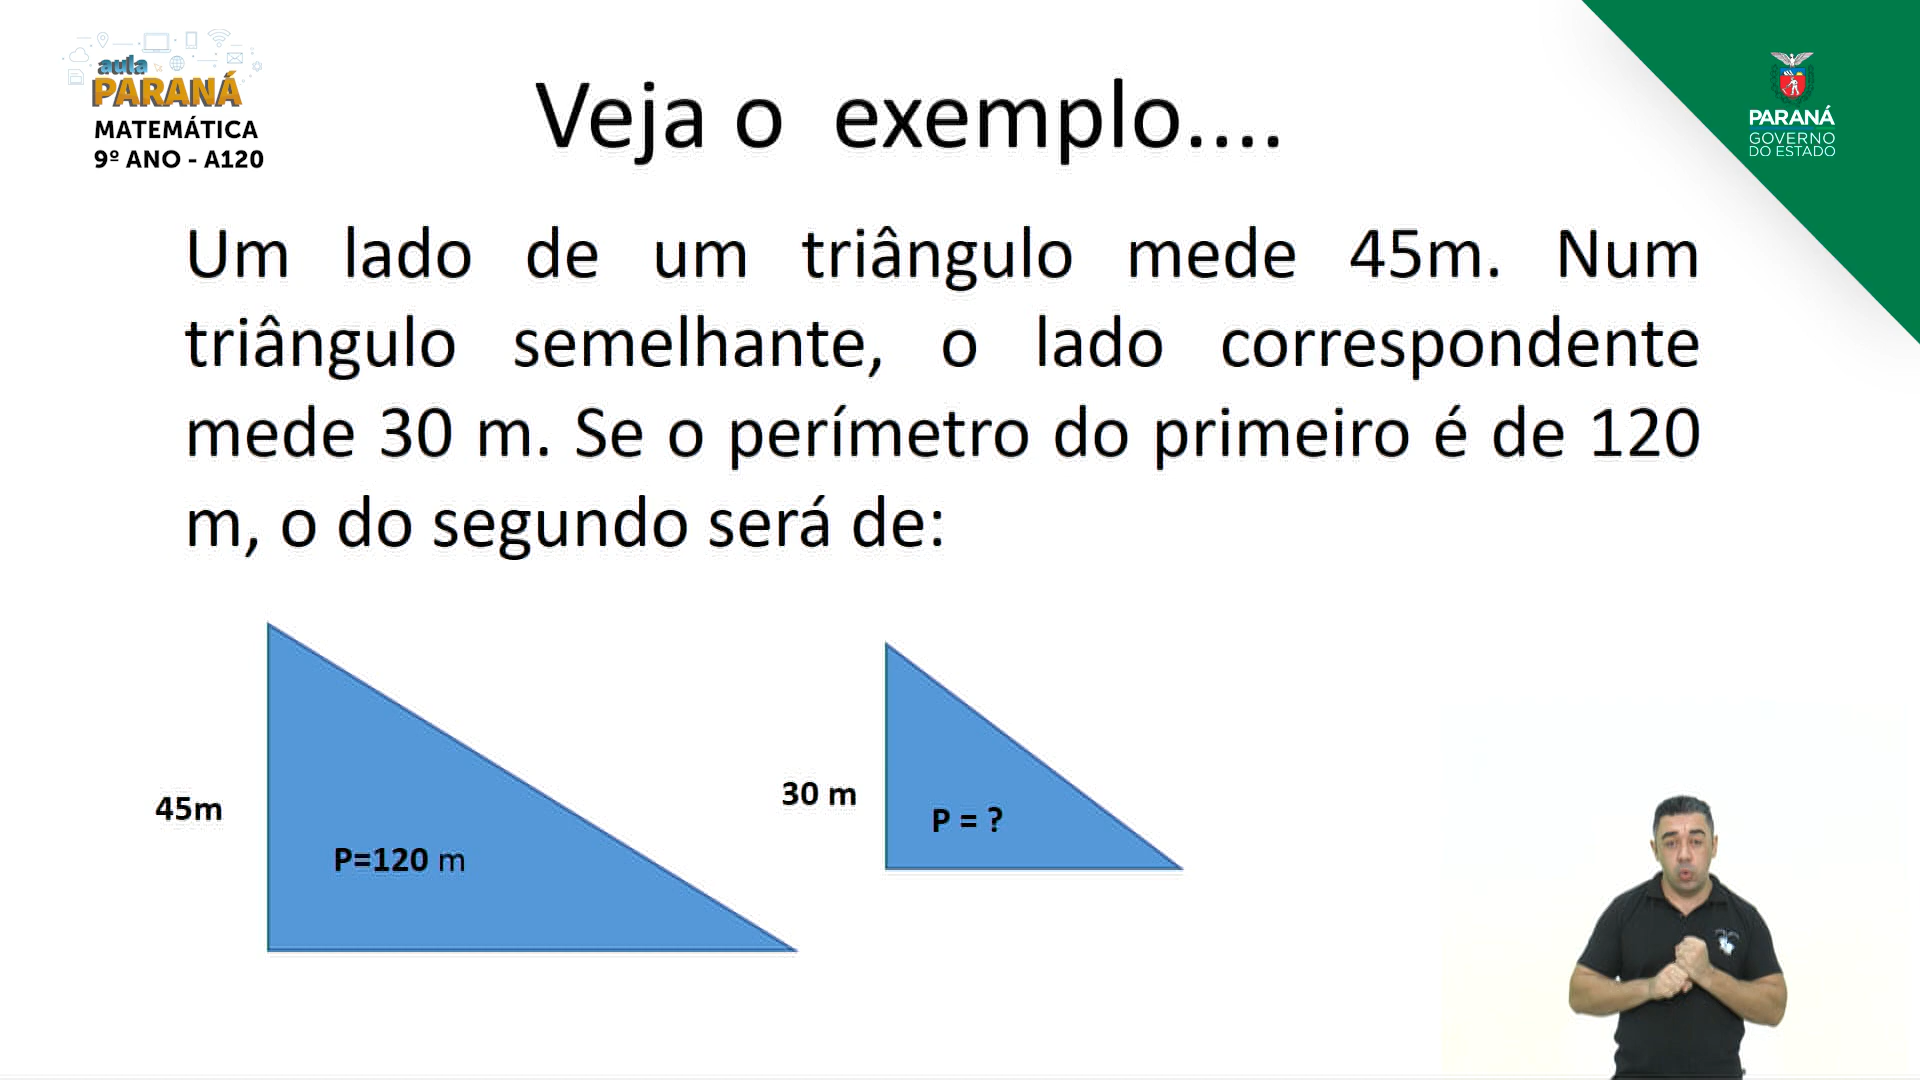 aula
PARANÁ
MATEMÁTICA
9º ANO - A120
Veja o exemplo....
PARANÁ
GOVERNO
DO ESTADO
Um lado de um triângulo mede 45m. Num
triângulo semelhante, o lado correspondente
mede 30 m. Se o perímetro do primeiro é de 120
m, o do segundo será de:
45m
P=120 m
30 m
P = ?